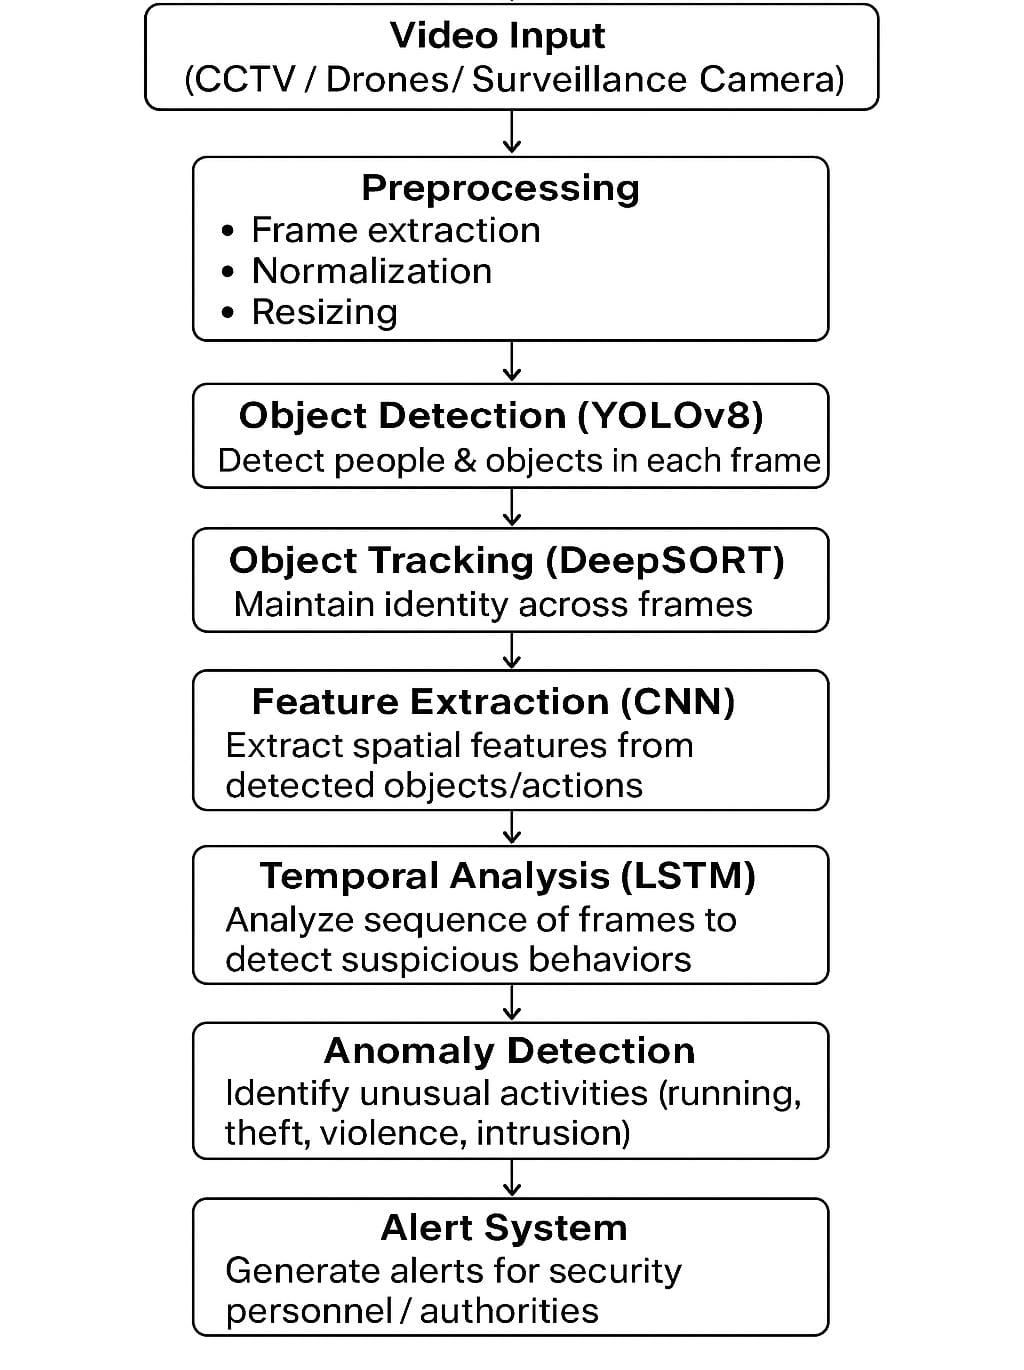 Video Input
(CCTV / Drones/ Surveillance Camera)
Preprocessing
• Frame extraction
• Normalization
• Resizing
Object Detection (YOLOv8)
Detect people & objects in each frame
Object Tracking (DeepSORT)
Maintain identity across frames
Feature Extraction (CNN)
Extract spatial features from
detected objects/actions
Temporal Analysis (LSTM)
Analyze sequence of frames to
detect suspicious behaviors
Anomaly Detection
Identify unusual activities (running,
theft, violence, intrusion)
Alert System
Generate alerts for security
personnel / authorities